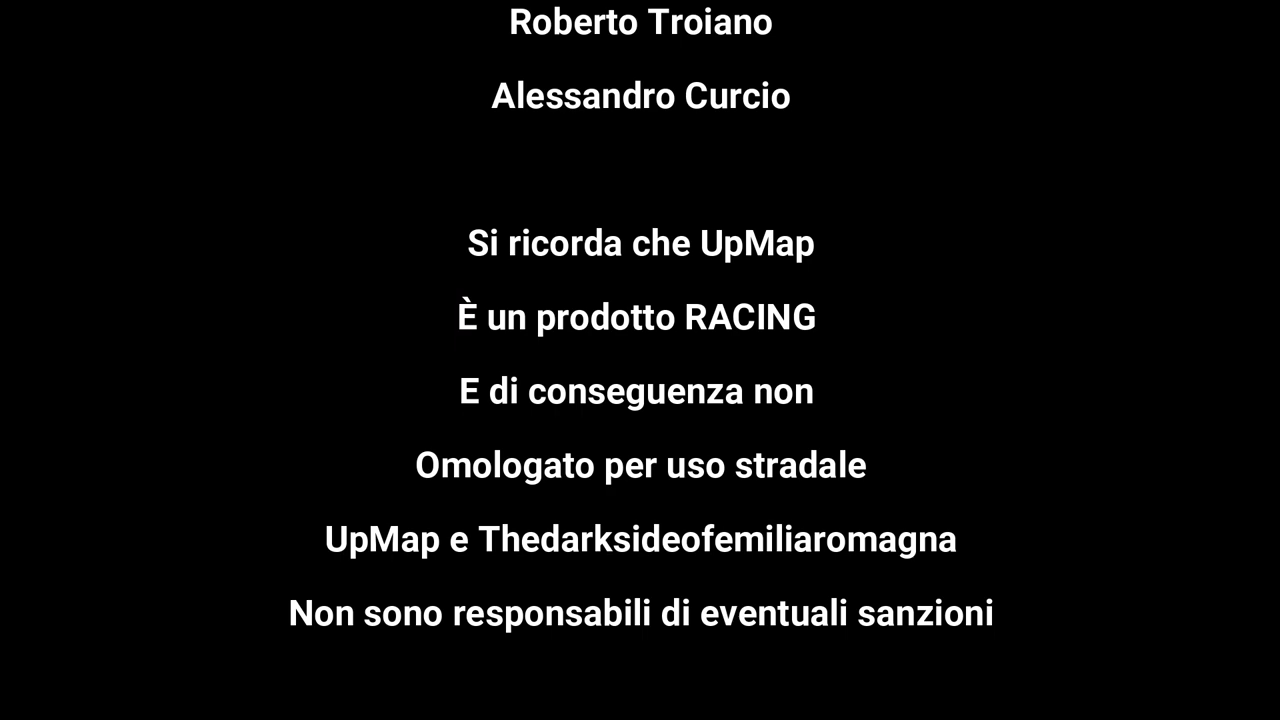 Roberto Troiano
Alessandro Curcio
Si ricorda che UpMap
È un prodotto RACING
E di conseguenza non
Omologato per uso stradale
UpMap e Thedarksideofemiliaromagna
Non sono responsabili di eventuali sanzioni